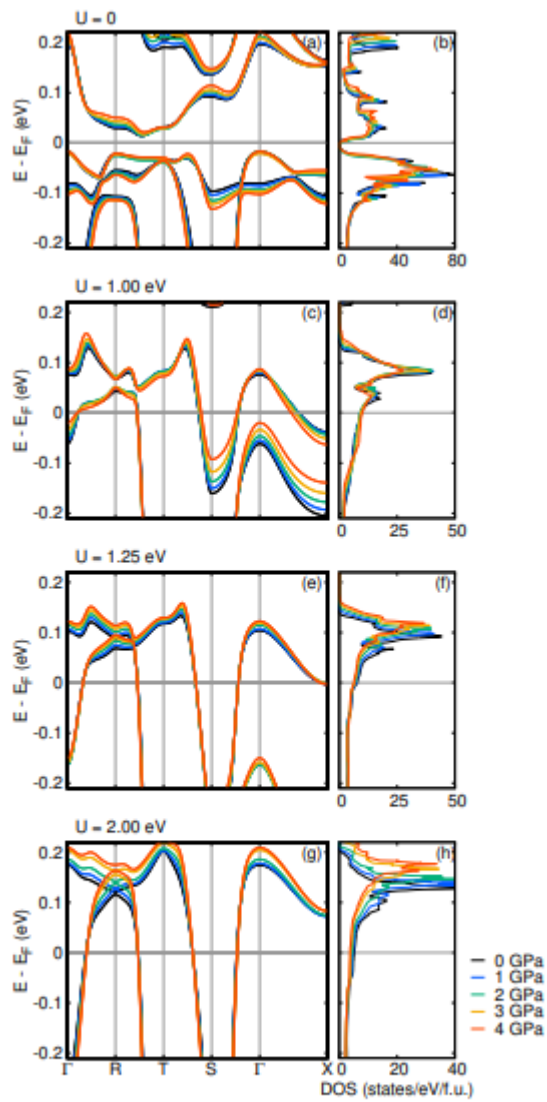 U = 0
0.2
0.1
0
-0.1
-0.2
E - E_F (eV)
(a)
(b)
0 40 80
U = 1.00 eV
0.2
0.1
0
-0.1
-0.2
E - E_F (eV)
(c)
(d)
0 25 50
U = 1.25 eV
0.2
0.1
0
-0.1
-0.2
E - E_F (eV)
(e)
(f)
0 25 50
U = 2.00 eV
0.2
0.1
0
-0.1
-0.2
E - E_F (eV)
(g)
(h)
0 GPa
1 GPa
2 GPa
3 GPa
4 GPa
Γ R T S Γ X
0 20 40
DOS (states/eV/f.u.)